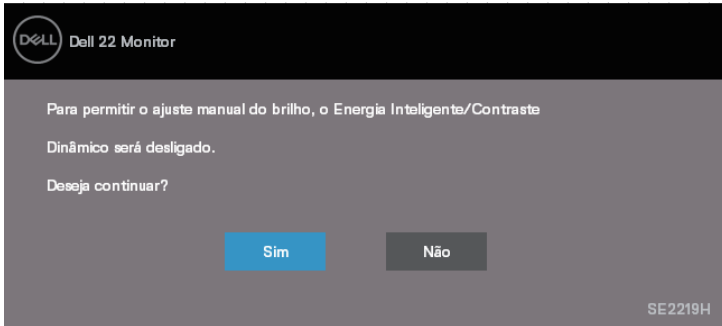 DELL
Dell 22 Monitor
Para permitir o ajuste manual do brilho, o Energia Inteligente/Contraste
Dinâmico será desligado.
Deseja continuar?
Sim
Não
SE2219H